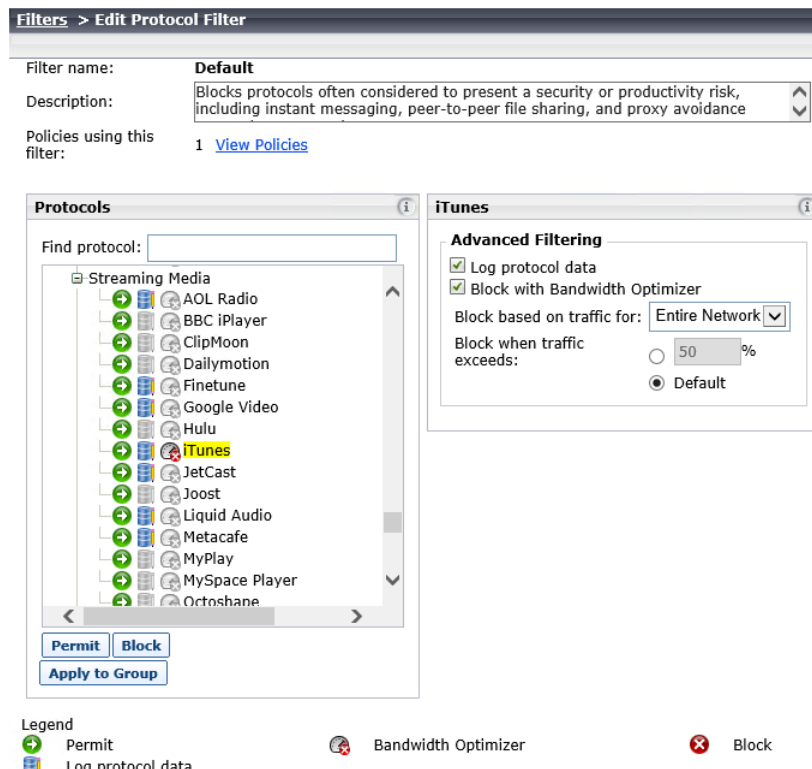 Filters > Edit Protocol Filter
Filter name: Default
Description: Blocks protocols often considered to present a security or productivity risk,
including instant messaging, peer-to-peer file sharing, and proxy avoidance
Policies using this
filter:
1 View Policies
Protocols
Find protocol:
Streaming Media
AOL Radio
BBC iPlayer
ClipMoon
Dailymotion
Finetune
Google Video
Hulu
iTunes
JetCast
Joost
Liquid Audio
Metacafe
MyPlay
MySpace Player
Octoshape
Permit Block
Apply to Group
iTunes
Advanced Filtering
Log protocol data
Block with Bandwidth Optimizer
Block based on traffic for: Entire Network
Block when traffic
exceeds:
50 %
Default
Legend
Permit Bandwidth Optimizer Block
Log protocol data